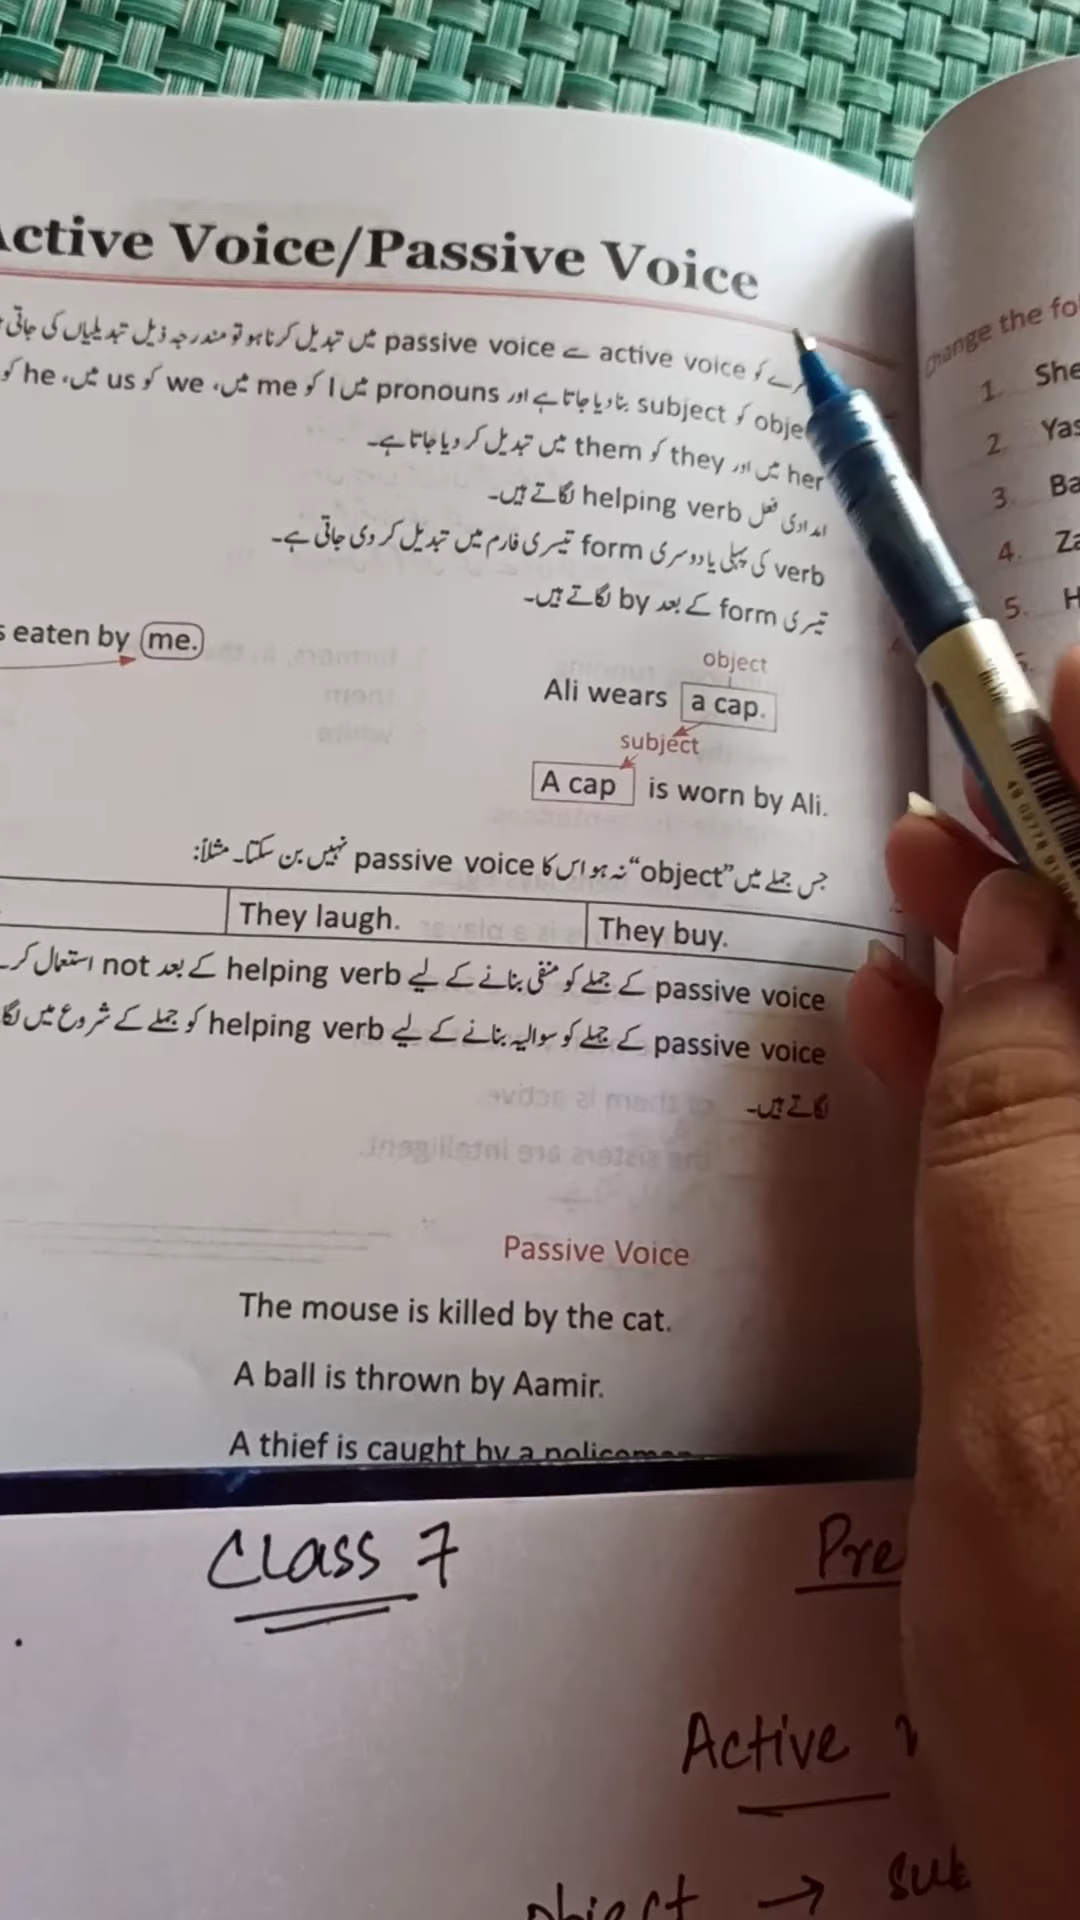 Active Voice/Passive Voice
کو active voice سے passive voice میں تبدیل کرنا ہو تو مندرجہ ذیل تبدیلیاں کی جاتی
کو subject بنا دیا جاتا ہے اور pronouns میں I کو me میں، we کو us میں، he کو
her میں اور they کو them میں تبدیل کر دیا جاتا ہے۔
امدادی فعل helping verb لگاتے ہیں۔
verb کی پہلی یا دوسری form تیسری فارم میں تبدیل کر دی جاتی ہے۔
تیسری form کے بعد by لگاتے ہیں۔
eaten by me.
object
Ali wears a cap.
subject
A cap is worn by Ali.
جس جملے میں "object" نہ ہو اس کا passive voice نہیں بن سکتا۔ مثلاً:
They laugh. They buy.
passive voice کے جملے کو منفی بنانے کے لیے helping verb کے بعد not استعمال
passive voice کے جملے کو سوالیہ بنانے کے لیے helping verb کو جملے کے شروع میں
لگاتے ہیں۔
Passive Voice
The mouse is killed by the cat.
A ball is thrown by Aamir.
A thief is caught by a policeman
Change the fo
1. She
2. Yas
3. Ba
4. Za
5. H
Class 7 Pre
Active
object → sub